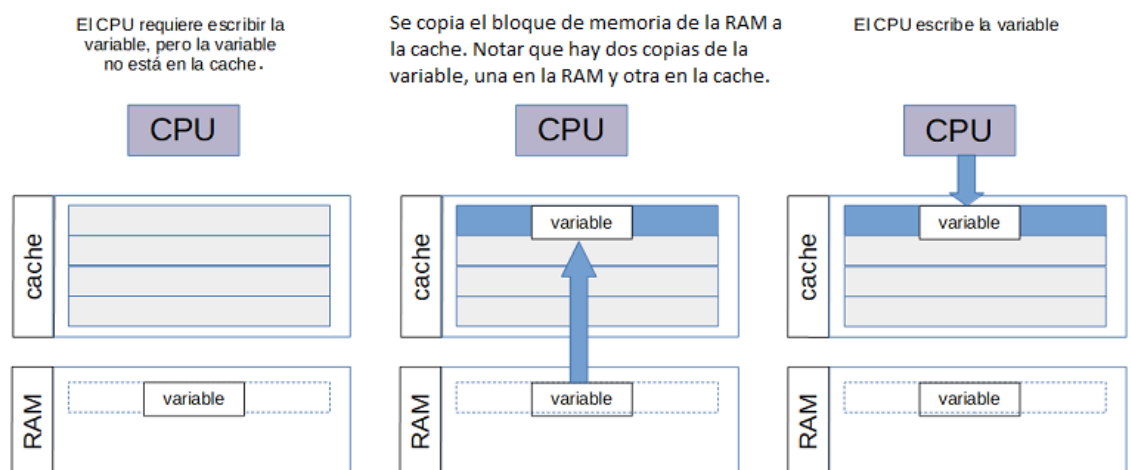 El CPU requiere escribir la
variable, pero la variable
no está en la cache.
CPU
cache
RAM
variable
Se copia el bloque de memoria de la RAM a
la cache. Notar que hay dos copias de la
variable, una en la RAM y otra en la cache.
CPU
cache
variable
RAM
variable
El CPU escribe la variable
CPU
cache
variable
RAM
variable